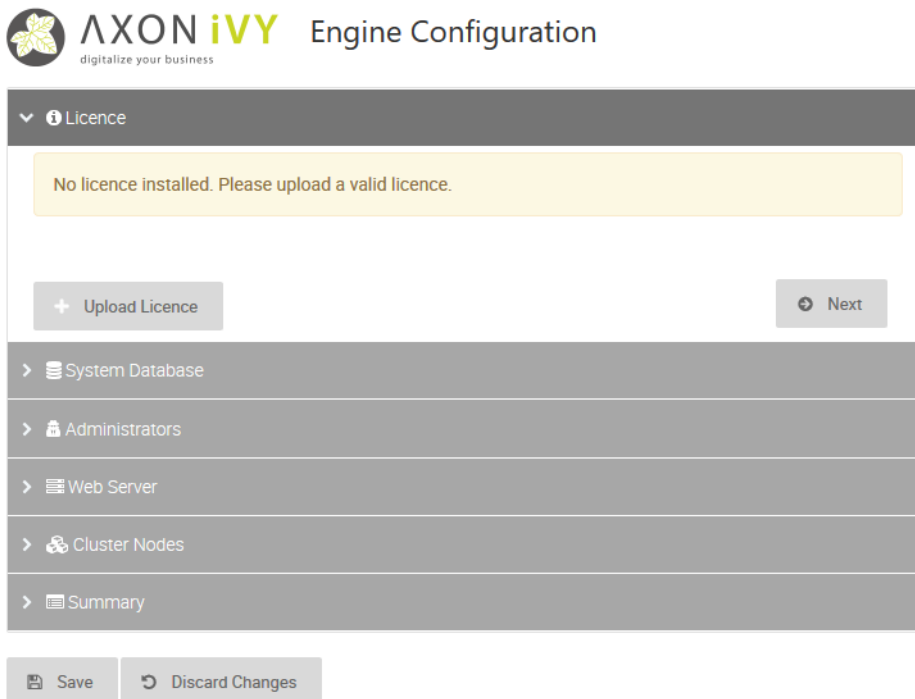 AXON iVY Engine Configuration
digitalize your business
Licence
No licence installed. Please upload a valid licence.
Upload Licence
Next
System Database
Administrators
Web Server
Cluster Nodes
Summary
Save
Discard Changes